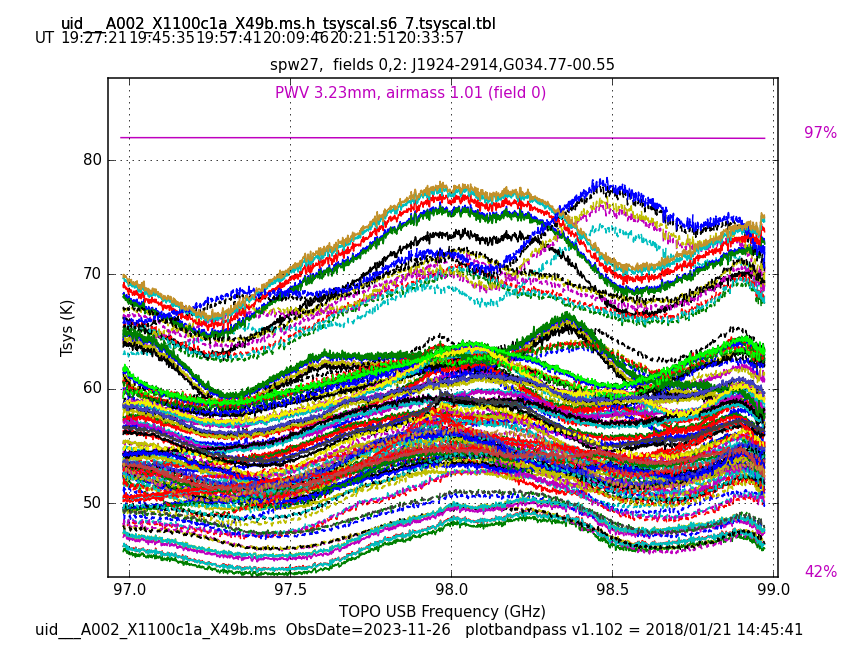 uid___A002_X1100c1a_X49b.ms.h_tsyscal.s6_7.tsyscal.tbl
UT 19:27:21 19:45:35 19:57:41 20:09:46 20:21:51 20:33:57
spw27,  fields 0,2: J1924-2914,G034.77-00.55
PWV 3.23mm, airmass 1.01 (field 0)
97%
80
70
Tsys (K)
60
50
42%
97.0 97.5 98.0 98.5 99.0
TOPO USB Frequency (GHz)
uid___A002_X1100c1a_X49b.ms  ObsDate=2023-11-26   plotbandpass v1.102 = 2018/01/21 14:45:41